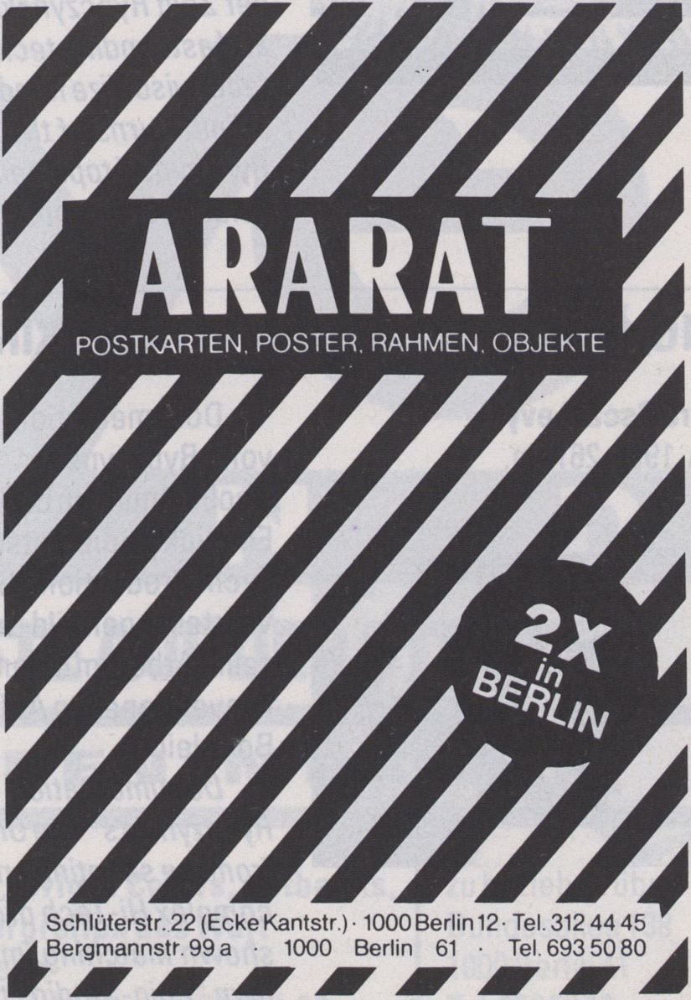 ARARAT
POSTKARTEN, POSTER, RAHMEN, OBJEKTE
2X
in
BERLIN
Schlüterstr. 22 (Ecke Kantstr.) · 1000 Berlin 12 · Tel. 312 44 45
Bergmannstr. 99 a 1000 Berlin 61 · Tel. 693 50 80